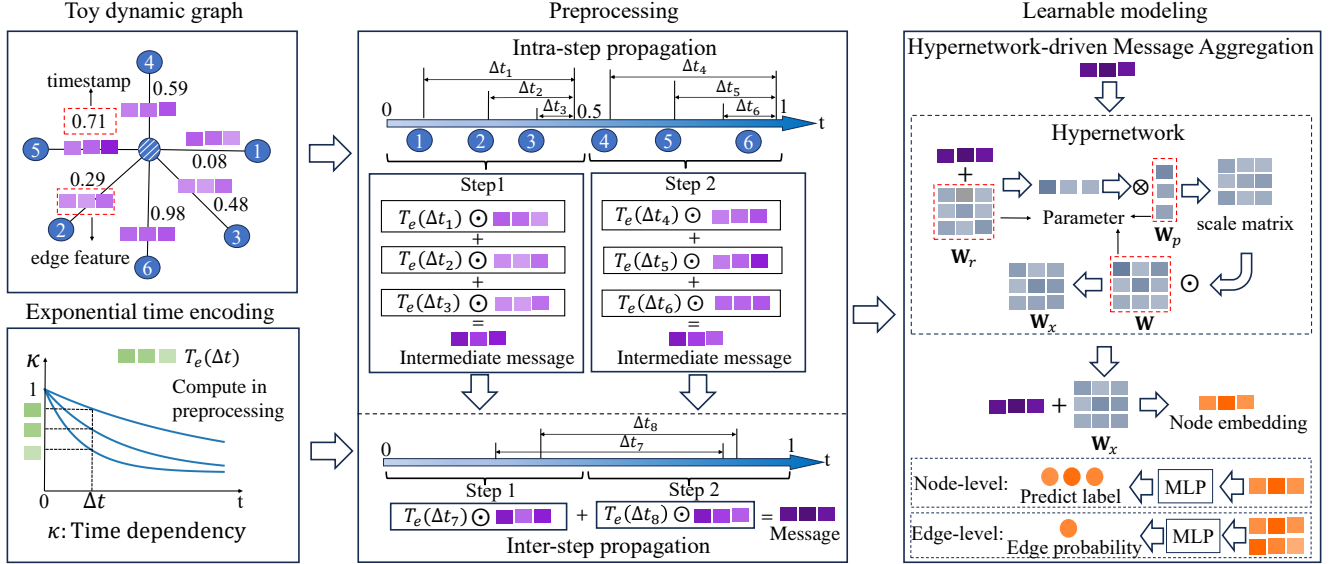 Toy dynamic graph
4
timestamp
0.59
0.71
5
1
0.08
0.29
0.48
0.98
2
3
edge feature
6
Exponential time encoding
κ
T_e(Δt)
1
Compute in
preprocessing
0
Δt
t
κ: Time dependency
Preprocessing
Intra-step propagation
Δt_1
Δt_4
Δt_2
Δt_5
Δt_3
Δt_6
0
0.5
1
t
1
2
3
4
5
6
Step1
T_e(Δt_1) ⊙
+
T_e(Δt_2) ⊙
+
T_e(Δt_3) ⊙
=
Intermediate message
Step 2
T_e(Δt_4) ⊙
+
T_e(Δt_5) ⊙
+
T_e(Δt_6) ⊙
=
Intermediate message
Δt_8
0
Δt_7
1
t
Step 1
Step 2
T_e(Δt_7) ⊙ + T_e(Δt_8) ⊙ =
Message
Inter-step propagation
Learnable modeling
Hypernetwork-driven Message Aggregation
Hypernetwork
+
⊗
Parameter
W_p
scale matrix
W_r
⊙
W_x
W
+
W_x
Node embedding
Node-level:
Predict label
MLP
Edge-level:
Edge probability
MLP